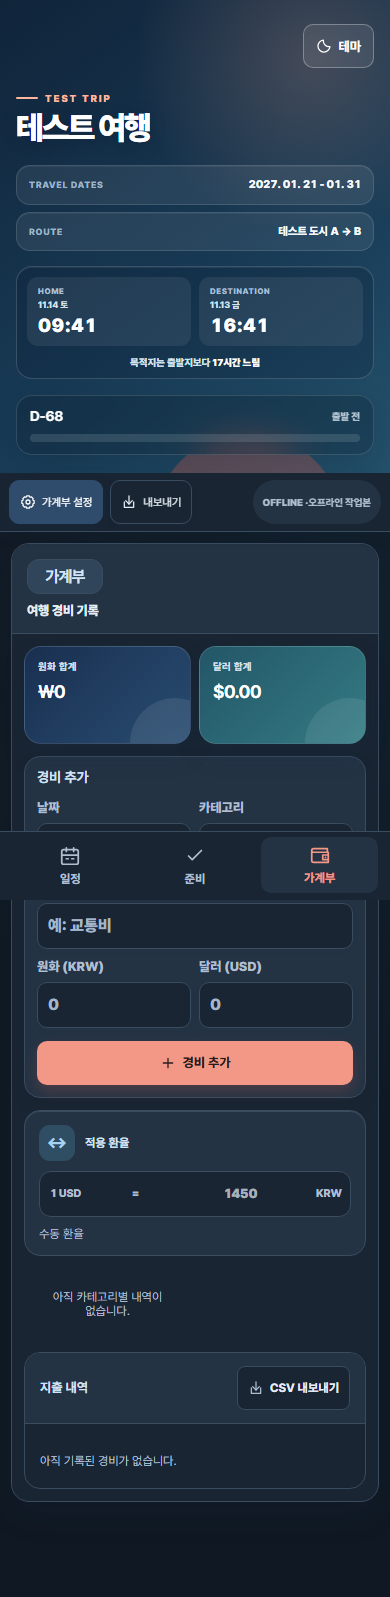 테마
TEST TRIP
테스트 여행
TRAVEL DATES
2027. 01. 21 - 01. 31
ROUTE
테스트 도시 A → B
HOME
11.14 토
09:41
DESTINATION
11.13 금
16:41
목적지는 출발지보다 17시간 느림
D-68
출발 전
가계부 설정
내보내기
OFFLINE ·오프라인 작업본
가계부
여행 경비 기록
원화 합계
₩0
달러 합계
$0.00
경비 추가
날짜
카테고리
일정
준비
가계부
예: 교통비
원화 (KRW)
달러 (USD)
0
0
+ 경비 추가
적용 환율
1 USD = 1450 KRW
수동 환율
아직 카테고리별 내역이
없습니다.
지출 내역
CSV 내보내기
아직 기록된 경비가 없습니다.